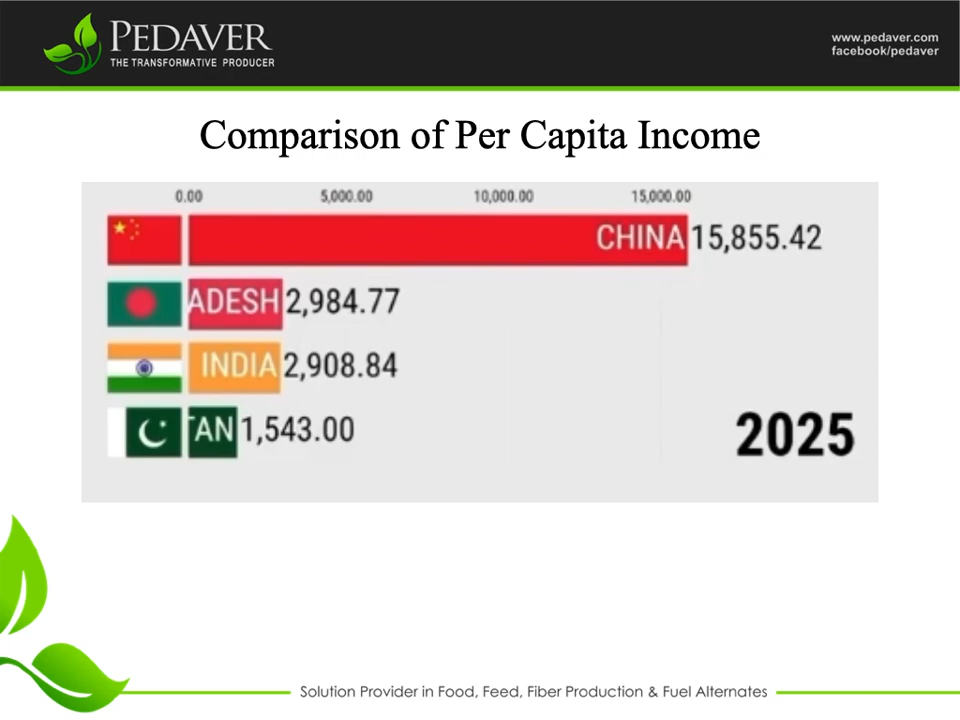 PEDAVER
THE TRANSFORMATIVE PRODUCER
www.pedaver.com
facebook/pedaver
Comparison of Per Capita Income
0.00 5,000.00 10,000.00 15,000.00
CHINA 15,855.42
ADESH 2,984.77
INDIA 2,908.84
TAN 1,543.00
2025
Solution Provider in Food, Feed, Fiber Production & Fuel Alternates